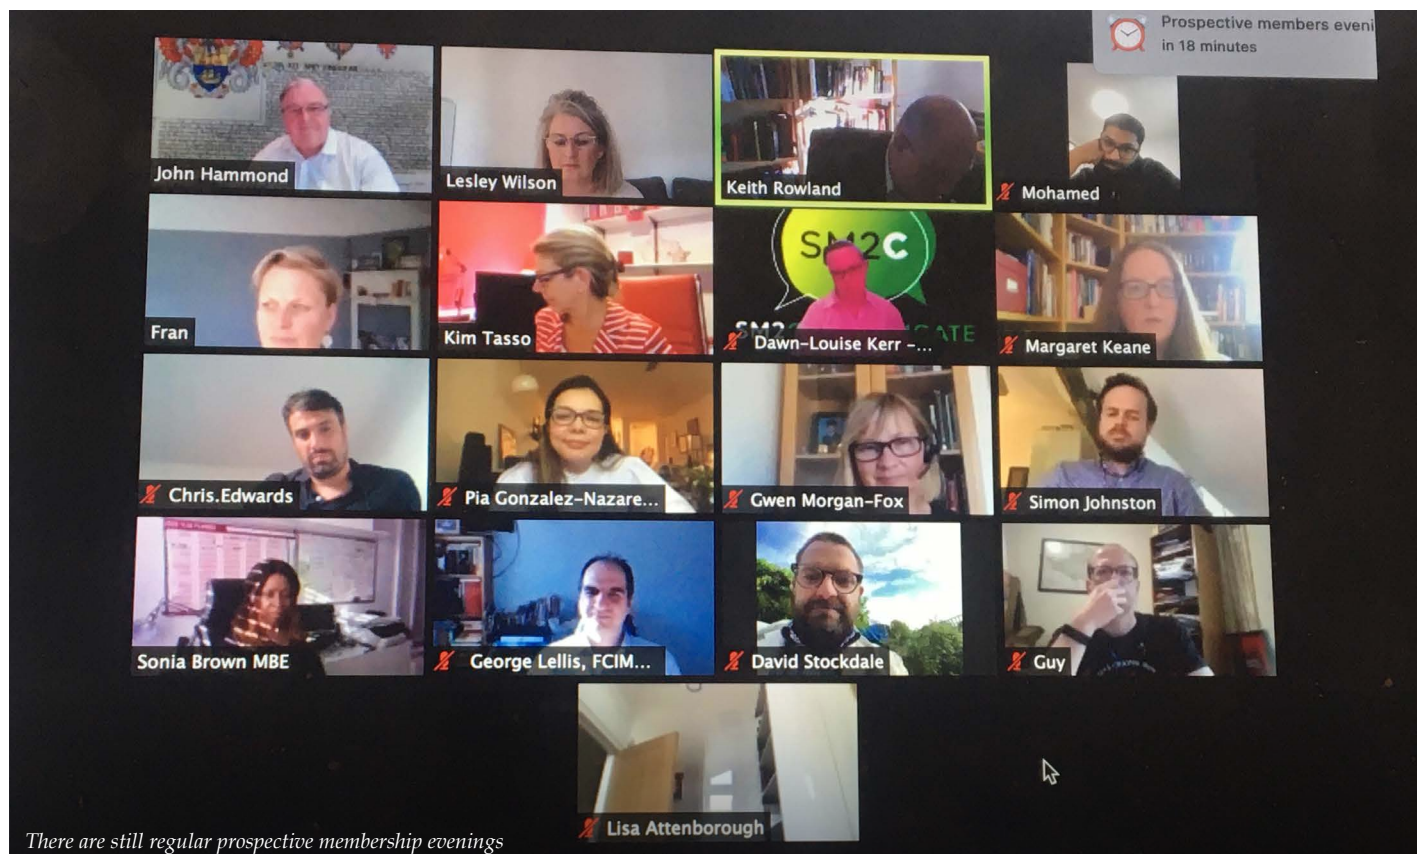 Prospective members eveni
in 18 minutes
John Hammond
Lesley Wilson
Keith Rowland
Mohamed
Fran
Kim Tasso
SM2C
Dawn-Louise Kerr -...
Margaret Keane
Chris.Edwards
Pia Gonzalez-Nazare...
Gwen Morgan-Fox
Simon Johnston
Sonia Brown MBE
George Lellis, FCIM...
David Stockdale
Guy
Lisa Attenborough
There are still regular prospective membership evenings